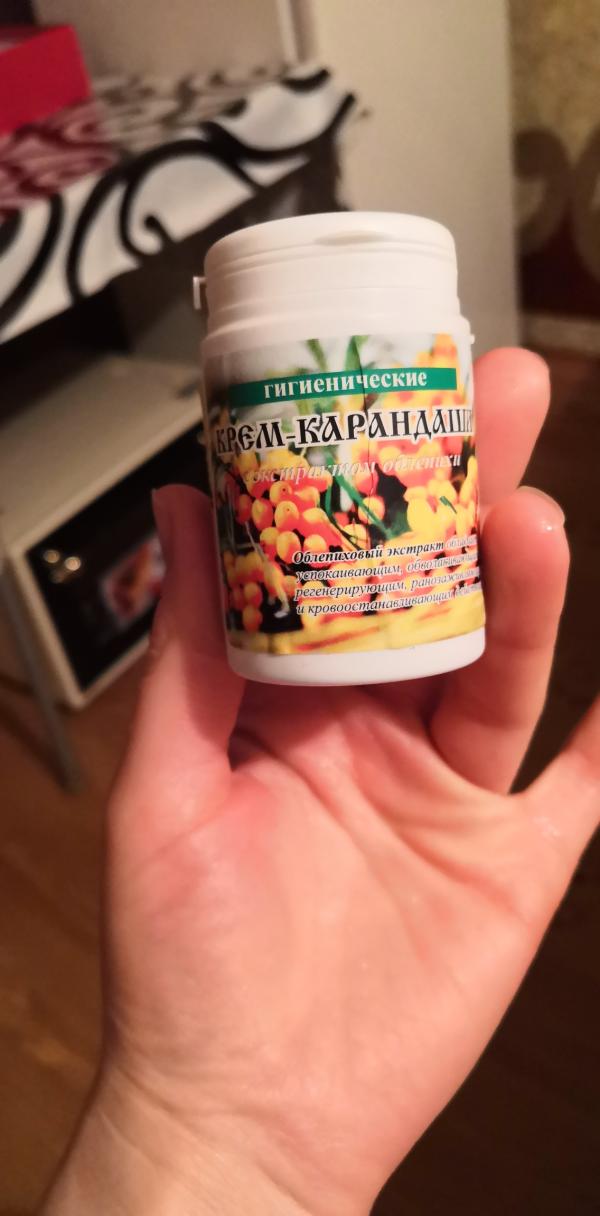 гигиенические
КРЕМ-КАРАНДАШИ
экстрактом облепихи
Облепиховый экстракт
успокаивающим,
регенерирующим,
и кровоостанавливающим